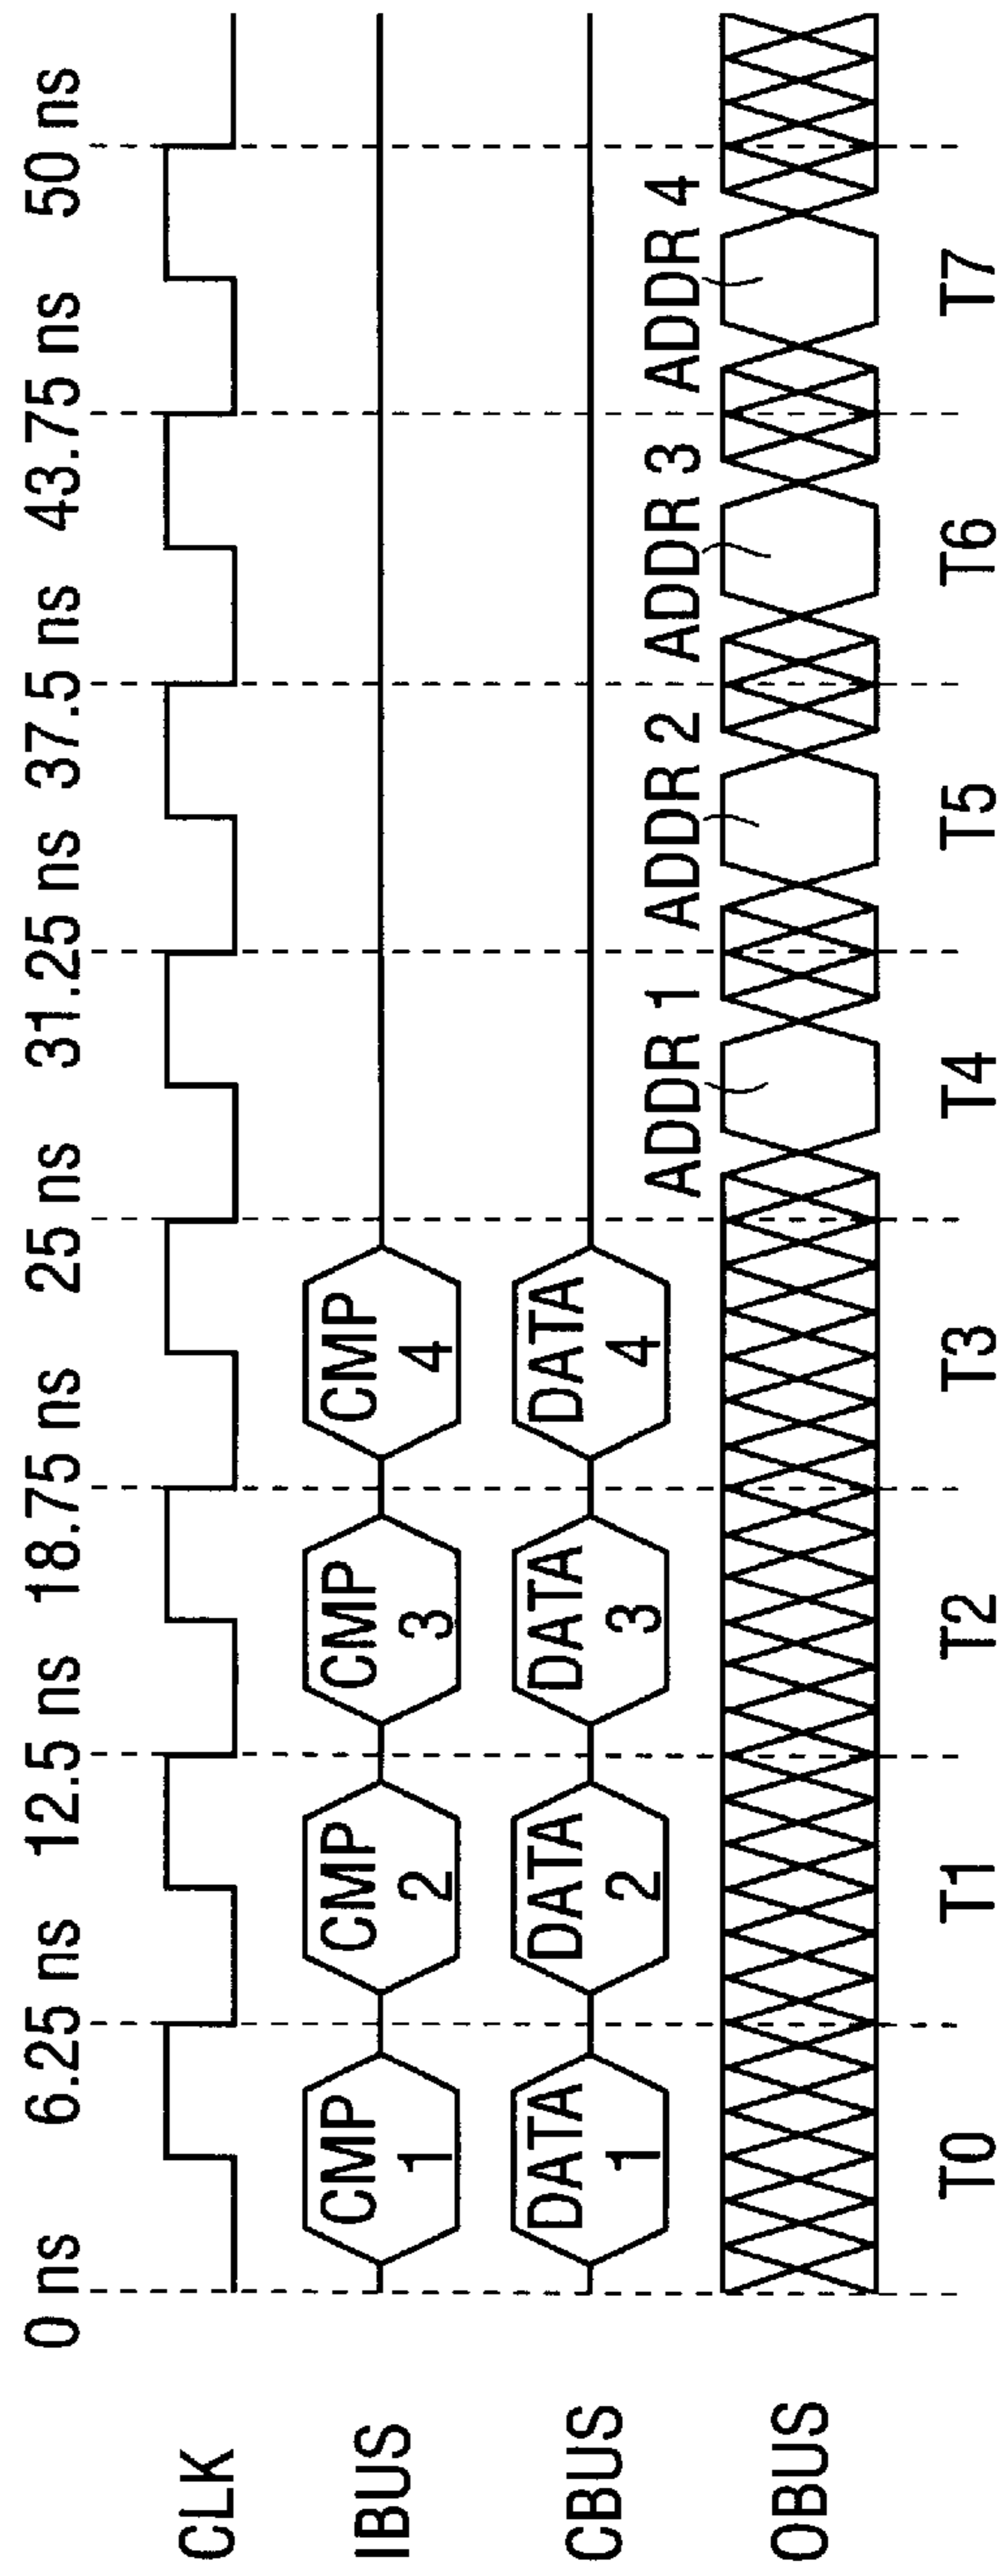 0 ns 6.25 ns 12.5 ns 18.75 ns 25 ns 31.25 ns 37.5 ns 43.75 ns 50 ns
CLK
IBUS CMP 1 CMP 2 CMP 3 CMP 4
CBUS DATA 1 DATA 2 DATA 3 DATA 4
ADDR 1 ADDR 2 ADDR 3 ADDR 4
OBUS
T0 T1 T2 T3 T4 T5 T6 T7